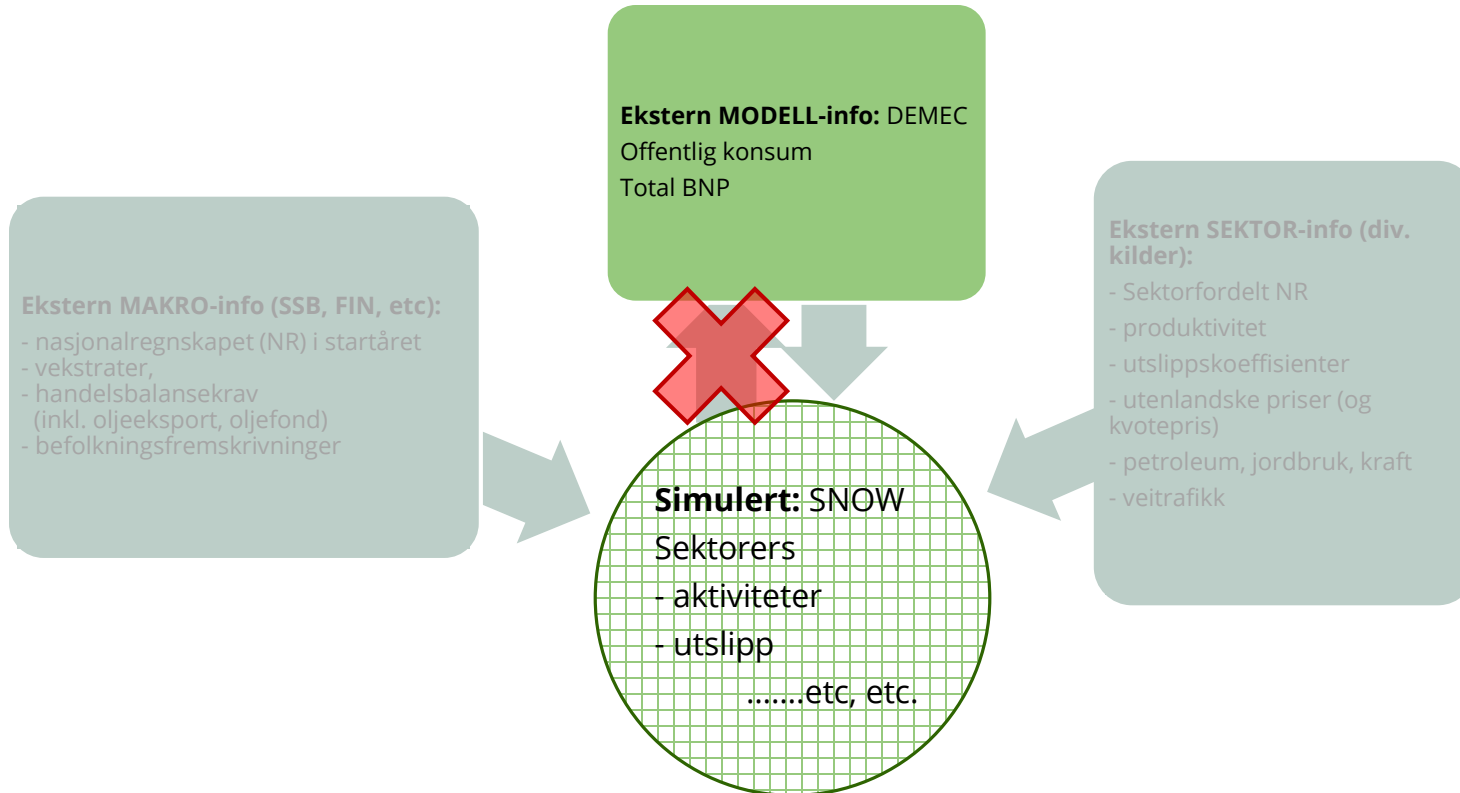 Ekstern MODELL-info: DEMEC
Offentlig konsum
Total BNP
Ekstern MAKRO-info (SSB, FIN, etc):
- nasjonalregnskapet (NR) i startåret
- vekstrater,
- handelsbalansekrav
(inkl. oljeeksport, oljefond)
- befolkningsfremskrivninger
Ekstern SEKTOR-info (div.
kilder):
- Sektorfordelt NR
- produktivitet
- utslippskoeffisienter
- utenlandske priser (og
kvotepris)
- petroleum, jordbruk, kraft
- veitrafikk
Simulert: SNOW
Sektorers
- aktiviteter
- utslipp
.......etc, etc.